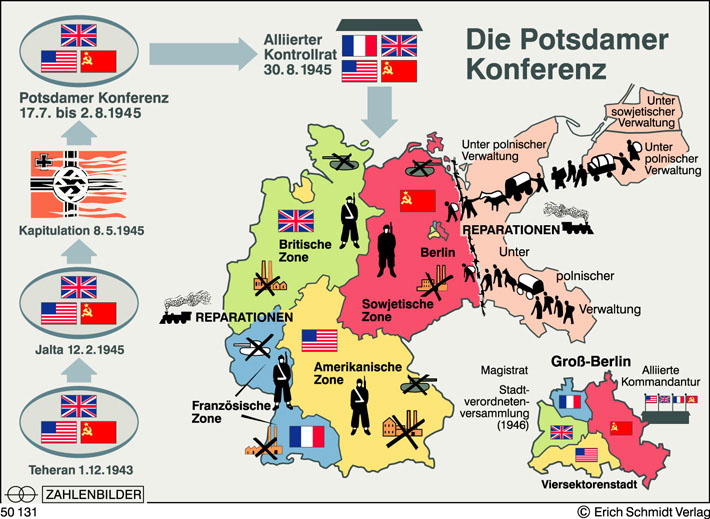 Die Potsdamer
Konferenz
Alliierter
Kontrollrat
30.8.1945
Potsdamer Konferenz
17.7. bis 2.8.1945
Kapitulation 8.5.1945
Jalta 12.2.1945
Teheran 1.12.1943
Unter
sowjetischer
Verwaltung
Unter polnischer
Verwaltung
Unter
polnischer
Verwaltung
Britische
Zone
Berlin
REPARATIONEN
Unter
polnischer
Verwaltung
Sowjetische
Zone
REPARATIONEN
Amerikanische
Zone
Französische
Zone
Groß-Berlin
Magistrat
Stadt-
verordneten-
versammlung
(1946)
Alliierte
Kommandantur
Viersektorenstadt
ZAHLENBILDER
50 131
© Erich Schmidt Verlag